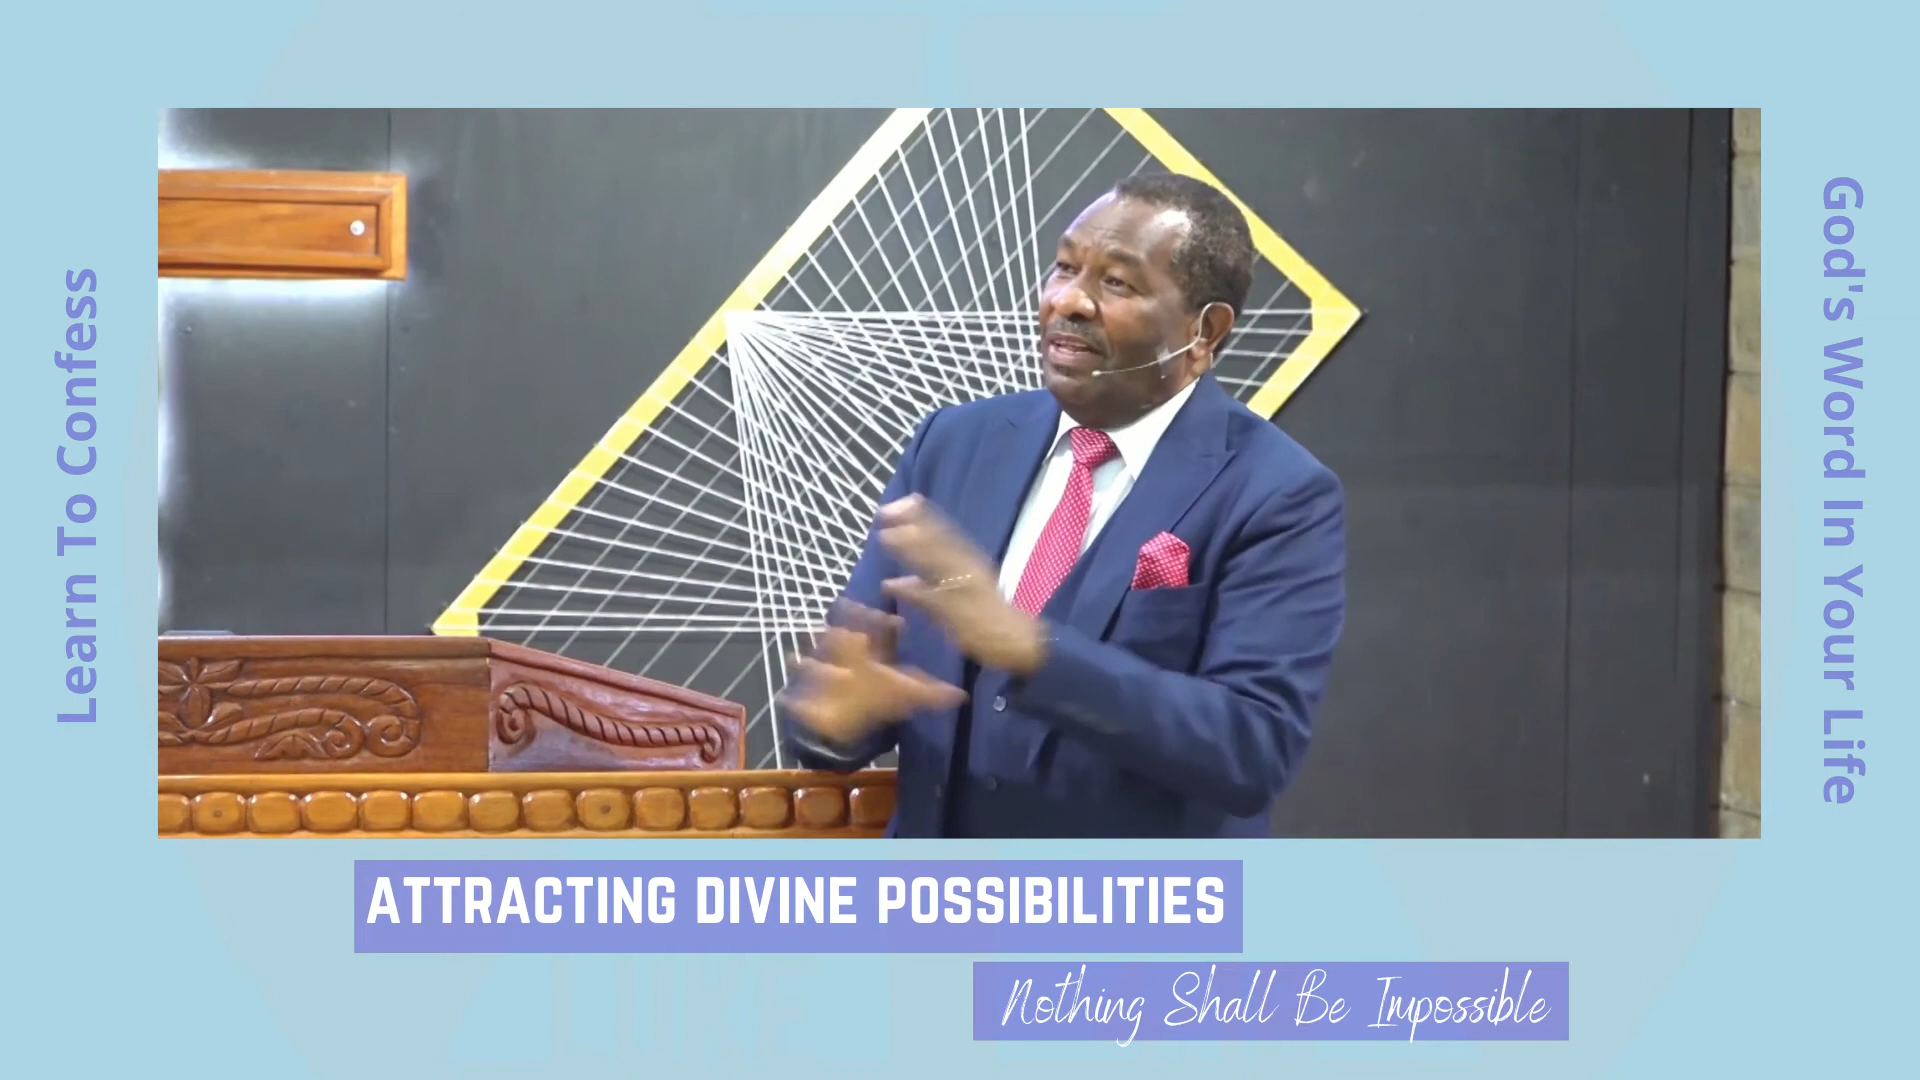 Learn To Confess
God's Word In Your Life
ATTRACTING DIVINE POSSIBILITIES
Nothing Shall Be Impossible